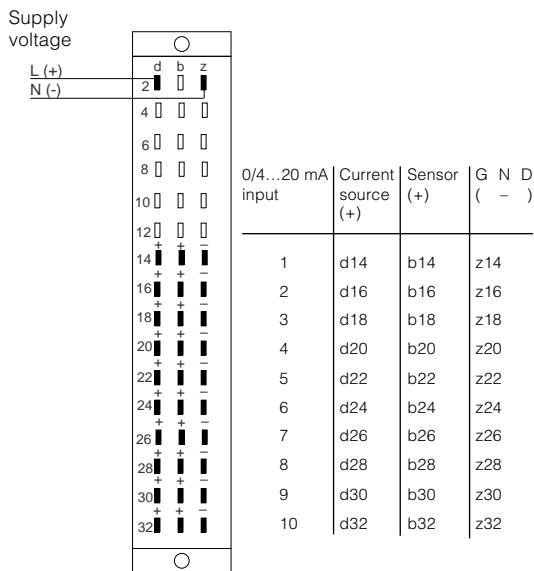 Supply
voltage
L (+)
N (-)
d b z
2
4
6
8
10
12
+ + –
14
+ + –
16
+ + –
18
+ + –
20
+ + –
22
+ + –
24
+ + –
26
+ + –
28
+ + –
30
+ + –
32
0/4...20 mA input | Current source (+) | Sensor (+) | G N D ( – )
1 d14 b14 z14
2 d16 b16 z16
3 d18 b18 z18
4 d20 b20 z20
5 d22 b22 z22
6 d24 b24 z24
7 d26 b26 z26
8 d28 b28 z28
9 d30 b30 z30
10 d32 b32 z32